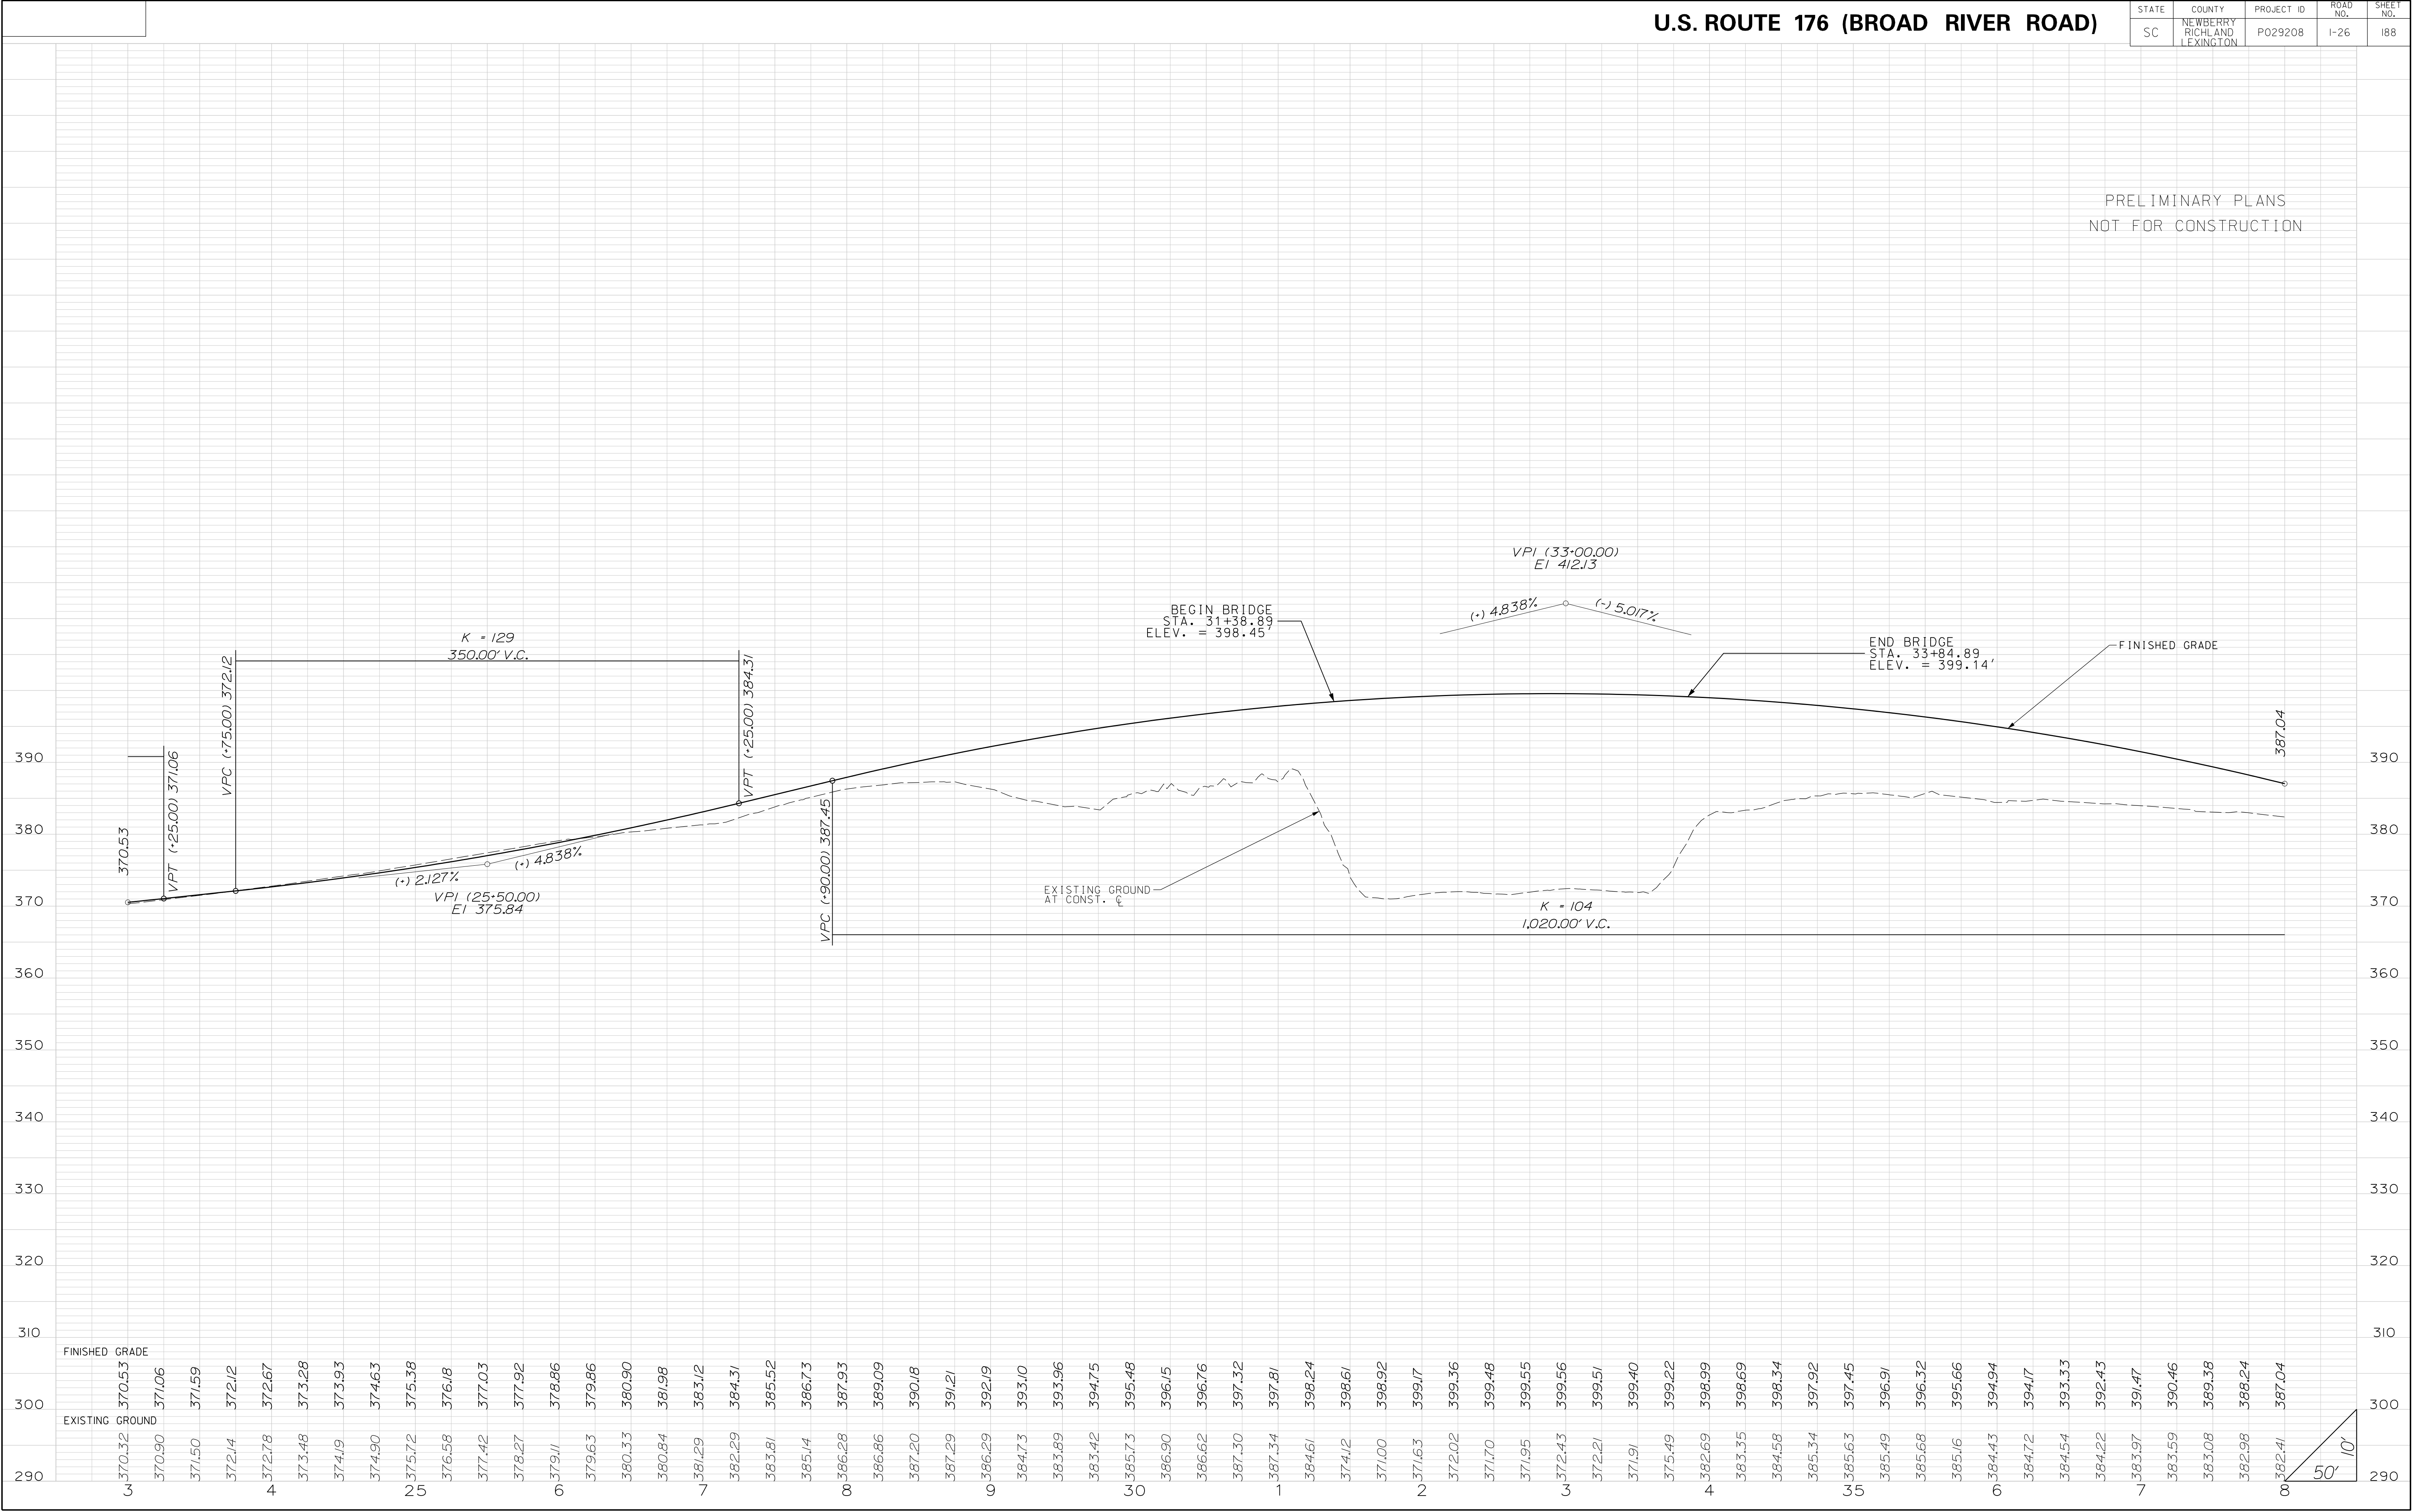 U.S. ROUTE 176 (BROAD RIVER ROAD)
STATE COUNTY PROJECT ID ROAD NO. SHEET NO.
SC NEWBERRY RICHLAND LEXINGTON P029208 I-26 188
PRELIMINARY PLANS
NOT FOR CONSTRUCTION
VPI (33+00.00)
El 412.13
(+) 4.838%
(-) 5.017%
BEGIN BRIDGE
STA. 31+38.89
ELEV. = 398.45'
END BRIDGE
STA. 33+84.89
ELEV. = 399.14'
FINISHED GRADE
K = 129
350.00' V.C.
VPC (+75.00) 372.12
VPT (+25.00) 384.31
VPT (+25.00) 371.06
370.53
387.04
VPC (+90.00) 387.45
(+) 2.127%
(+) 4.838%
VPI (25+50.00)
El 375.84
EXISTING GROUND
AT CONST. ℄
K = 104
1,020.00' V.C.
390 390
380 380
370 370
360 360
350 350
340 340
330 330
320 320
310 310
FINISHED GRADE
370.53 371.06 371.59 372.12 372.67 373.28 373.93 374.63 375.38 376.18 377.03 377.92 378.86 379.86 380.90 381.98 383.12 384.31 385.52 386.73 387.93 389.09 390.18 391.21 392.19 393.10 393.96 394.75 395.48 396.15 396.76 397.32 397.81 398.24 398.61 398.92 399.17 399.36 399.48 399.55 399.56 399.51 399.40 399.22 398.99 398.69 398.34 397.92 397.45 396.91 396.32 395.66 394.94 394.17 393.33 392.43 391.47 390.46 389.38 388.24 387.04
300 300
EXISTING GROUND
370.32 370.90 371.50 372.14 372.78 373.48 374.19 374.90 375.72 376.58 377.42 378.27 379.11 379.63 380.33 380.84 381.29 382.29 383.81 385.14 386.28 386.86 387.20 387.29 386.29 384.73 383.89 383.42 385.73 386.90 386.62 387.30 387.34 384.61 374.12 371.00 371.63 372.02 371.70 371.95 372.43 372.21 371.91 375.49 382.69 383.35 384.58 385.34 385.63 385.49 385.68 385.16 384.43 384.72 384.54 384.22 383.97 383.59 383.08 382.98 382.41
10'
50'
290 290
3 4 25 6 7 8 9 30 1 2 3 4 35 6 7 8